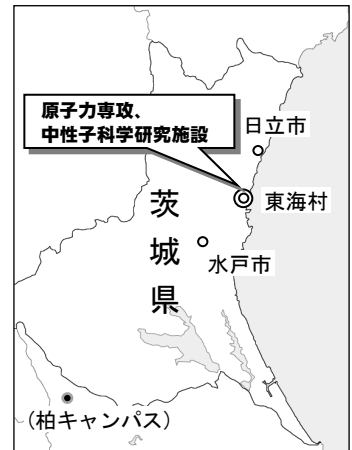 原子力専攻、
中性子科学研究施設
日立市
東海村
茨城県
水戸市
(柏キャンパス)